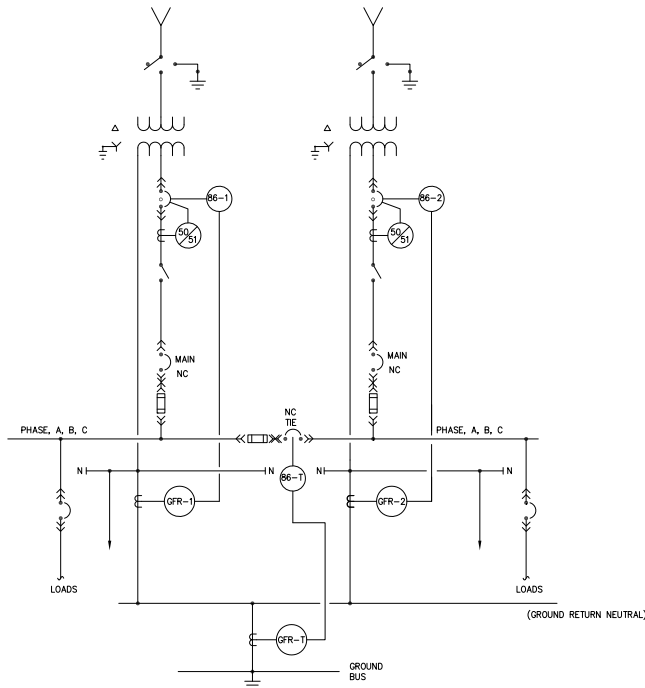 86-1
86-2
50
51
50
51
MAIN
NC
MAIN
NC
NC
TIE
PHASE, A, B, C
PHASE, A, B, C
N
N
N
N
86-T
GFR-1
GFR-2
LOADS
LOADS
(GROUND RETURN NEUTRAL)
GFR-T
GROUND
BUS